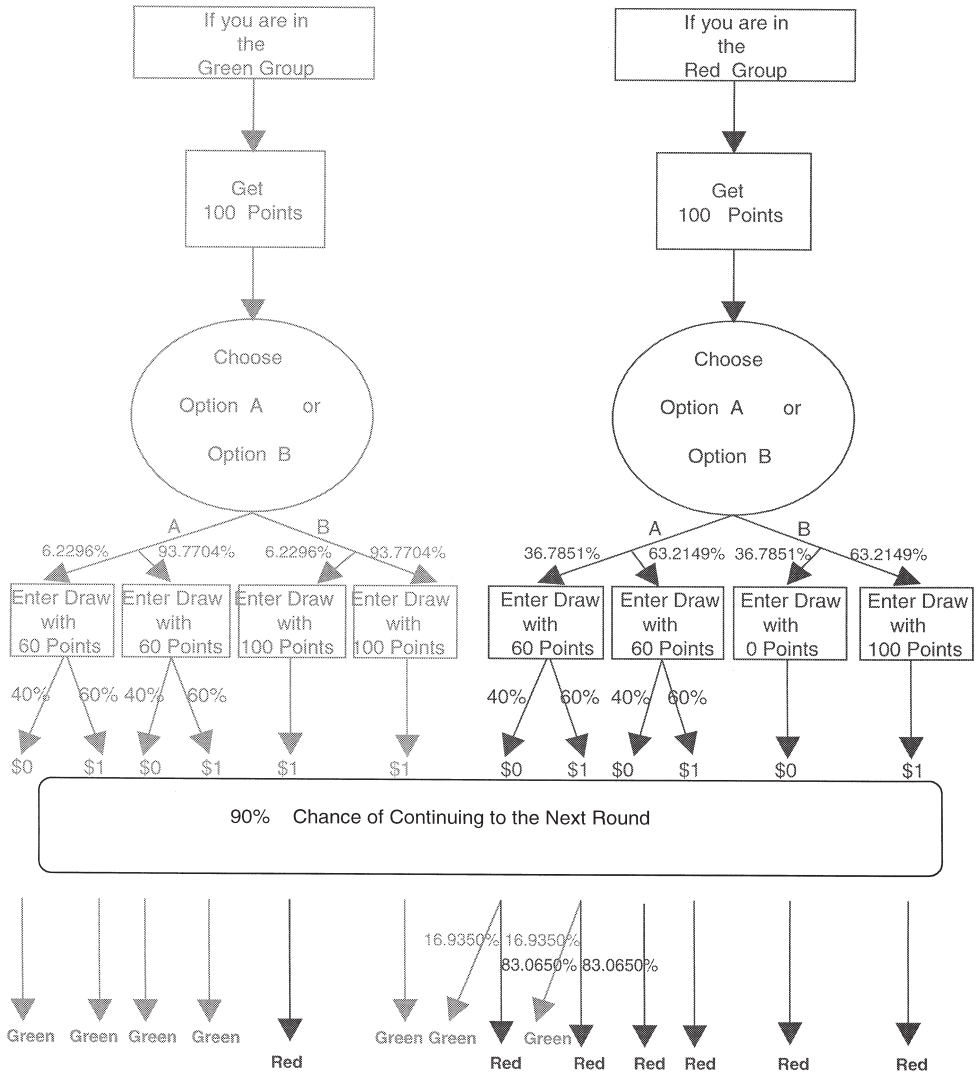 If you are in
the
Green Group
If you are in
the
Red Group
Get
100 Points
Get
100 Points
Choose
Option A or
Option B
Choose
Option A or
Option B
A B
A B
6.2296% 93.7704% 6.2296% 93.7704%
36.7851% 63.2149% 36.7851% 63.2149%
Enter Draw
with
60 Points
Enter Draw
with
60 Points
Enter Draw
with
100 Points
Enter Draw
with
100 Points
Enter Draw
with
60 Points
Enter Draw
with
60 Points
Enter Draw
with
0 Points
Enter Draw
with
100 Points
40% 60% 40% 60%
40% 60% 40% 60%
$0 $1 $0 $1 $1 $1 $0 $1 $0 $1 $0 $1
90% Chance of Continuing to the Next Round
16.9350% 16.9350%
83.0650% 83.0650%
Green Green Green Green Green Green Green
Red Red Red Red Red Red Red